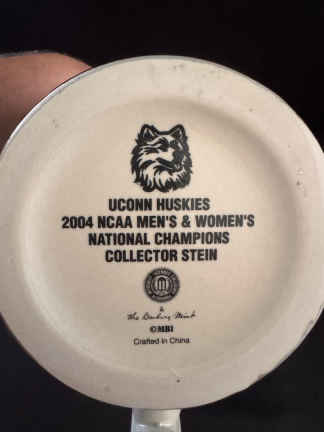 UCONN HUSKIES
2004 NCAA MEN'S & WOMEN'S
NATIONAL CHAMPIONS
COLLECTOR STEIN
&
The Danbury Mint
©MBI
Crafted in China